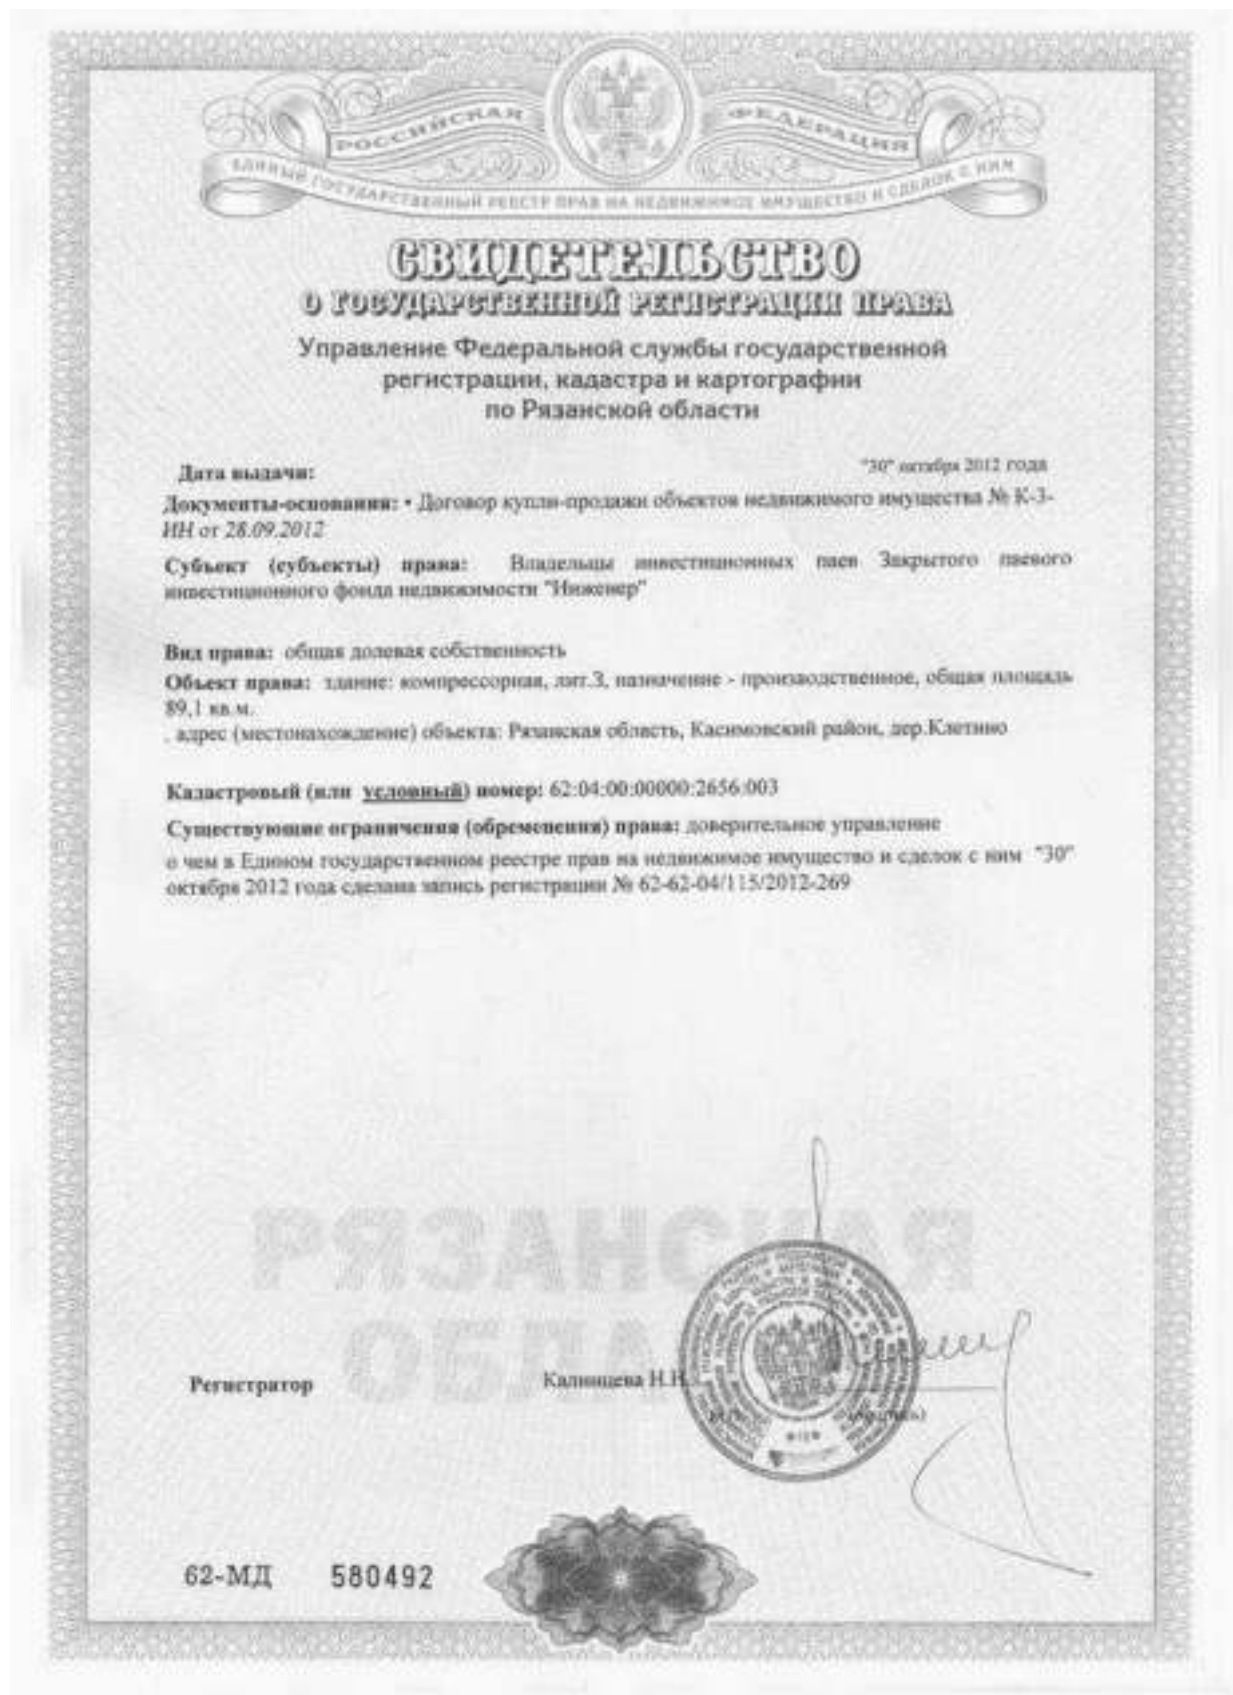 РОССИЙСКАЯ ФЕДЕРАЦИЯ
ЕДИНЫЙ ГОСУДАРСТВЕННЫЙ РЕЕСТР ПРАВ НА НЕДВИЖИМОЕ ИМУЩЕСТВО И СДЕЛОК С НИМ
СВИДЕТЕЛЬСТВО
О ГОСУДАРСТВЕННОЙ РЕГИСТРАЦИИ ПРАВА
Управление Федеральной службы государственной
регистрации, кадастра и картографии
по Рязанской области
Дата выдачи: "30" октября 2012 года
Документы-основания: • Договор купли-продажи объектов недвижимого имущества № К-3-
ИН от 28.09.2012
Субъект (субъекты) права: Владельцы инвестиционных паев Закрытого паевого
инвестиционного фонда недвижимости "Инженер"
Вид права: общая долевая собственность
Объект права: здание: компрессорная, лит.З, назначение - производственное, общая площадь
89,1 кв.м.
. адрес (местонахождение) объекта: Рязанская область, Касимовский район, дер.Клетино
Кадастровый (или условный) номер: 62:04:00:00000:2656:003
Существующие ограничения (обременения) права: доверительное управление
о чем в Едином государственном реестре прав на недвижимое имущество и сделок с ним "30"
октября 2012 года сделана запись регистрации № 62-62-04/115/2012-269
РЯЗАНСКАЯ
Регистратор Калинцева Н.Н.
(подпись)
62-МД 580492